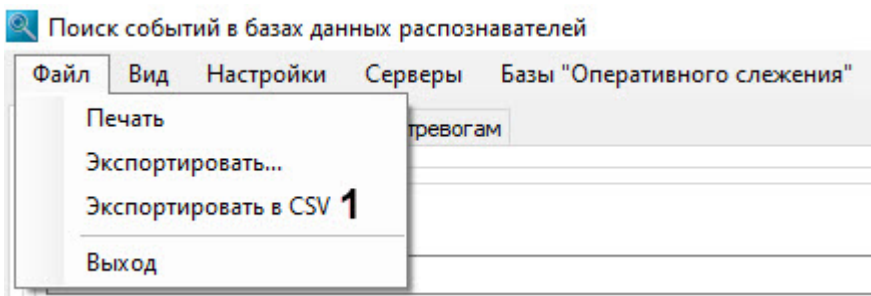 Поиск событий в базах данных распознавателей
Файл Вид Настройки Серверы Базы "Оперативного слежения"
Печать
тревогам
Экспортировать...
Экспортировать в CSV 1
Выход